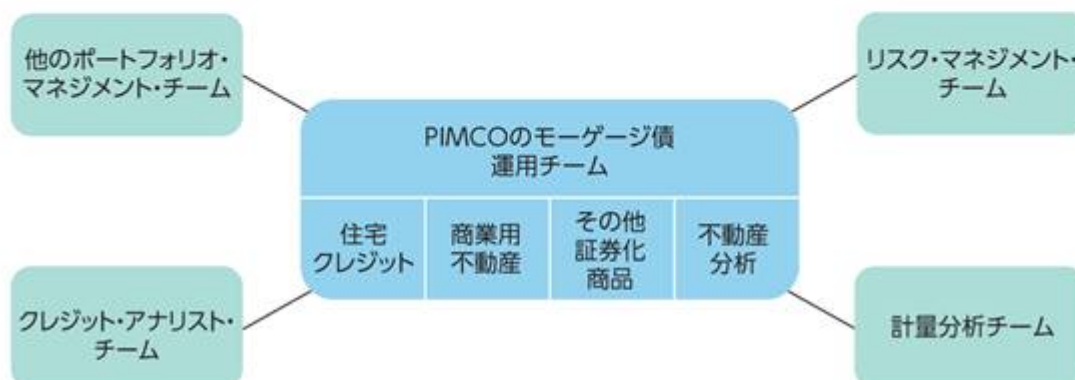 他のポートフォリオ・
マネジメント・チーム
リスク・マネジメント・
チーム
PIMCOのモーゲージ債
運用チーム
住宅
クレジット
商業用
不動産
その他
証券化
商品
不動産
分析
クレジット・アナリスト・
チーム
計量分析チーム